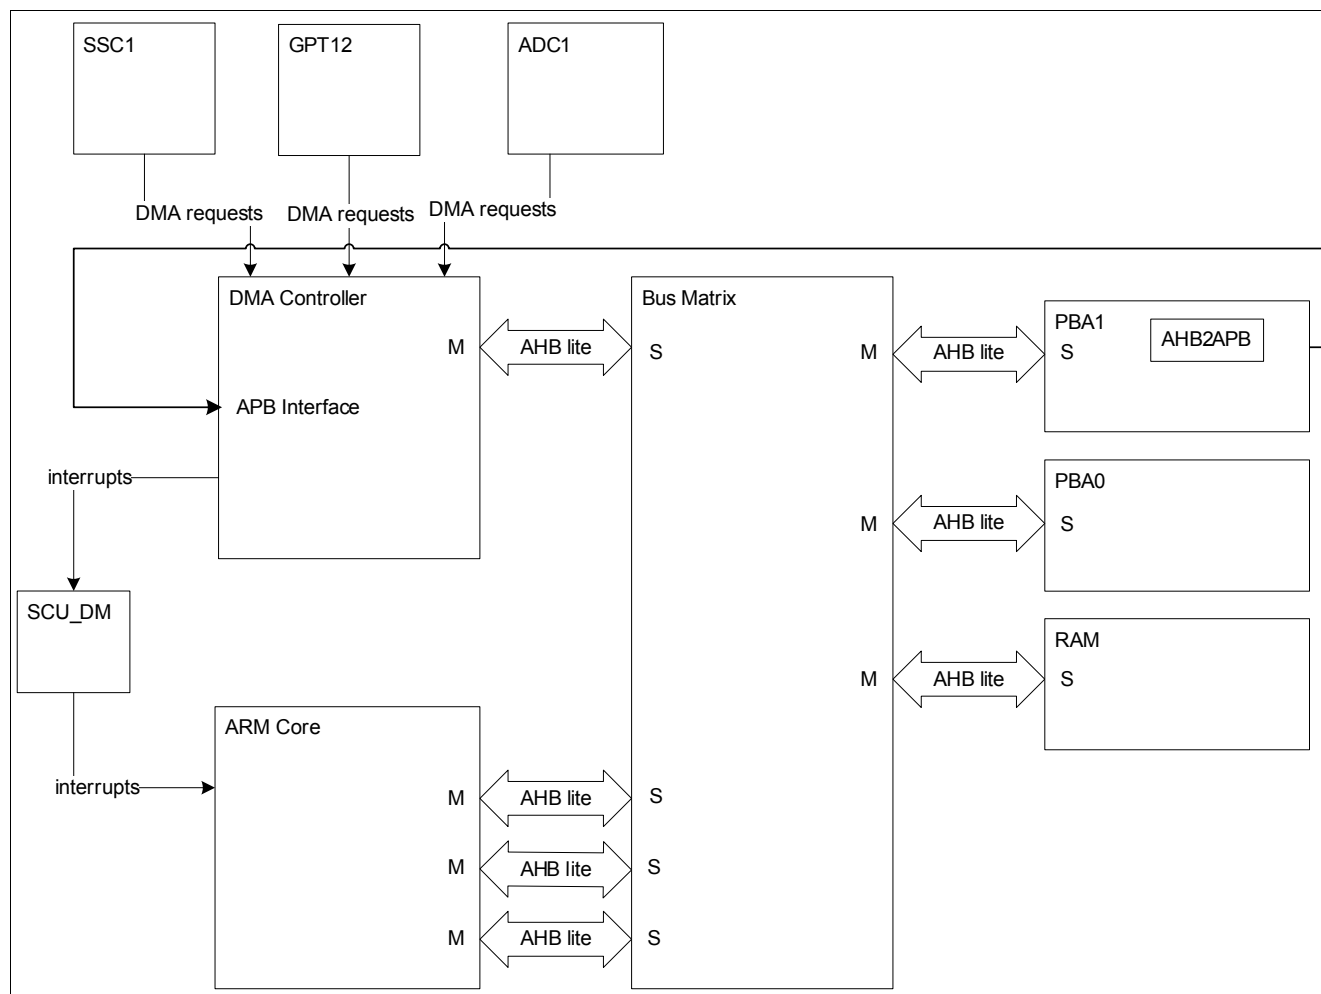 SSC1
GPT12
ADC1
DMA requests
DMA requests
DMA requests
DMA Controller
M
AHB lite
APB Interface
Bus Matrix
S
M
AHB lite
PBA1
S
AHB2APB
interrupts
M
AHB lite
PBA0
S
SCU_DM
M
AHB lite
RAM
S
interrupts
ARM Core
M
AHB lite
S
M
AHB lite
S
M
AHB lite
S